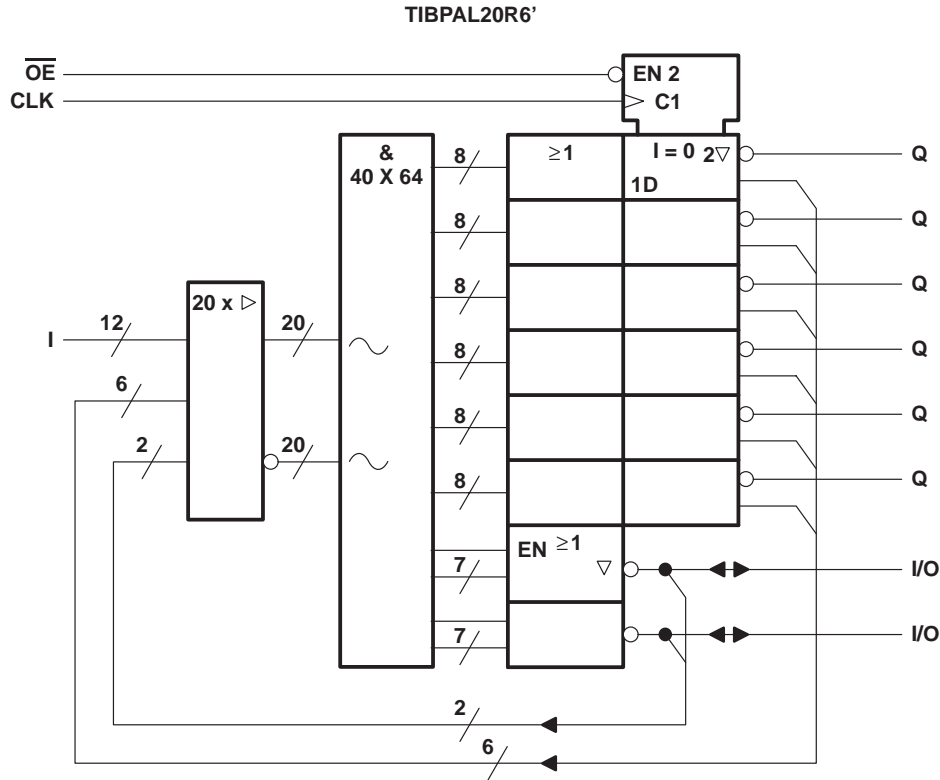 TIBPAL20R6’
OE
EN 2
CLK
C1
&
40 X 64
8
≥1
I = 0 2▽
Q
1D
8
Q
8
Q
20 x ▷
I
12
20
8
Q
6
8
Q
2
20
8
Q
EN ≥1
7
▽
I/O
7
I/O
2
6